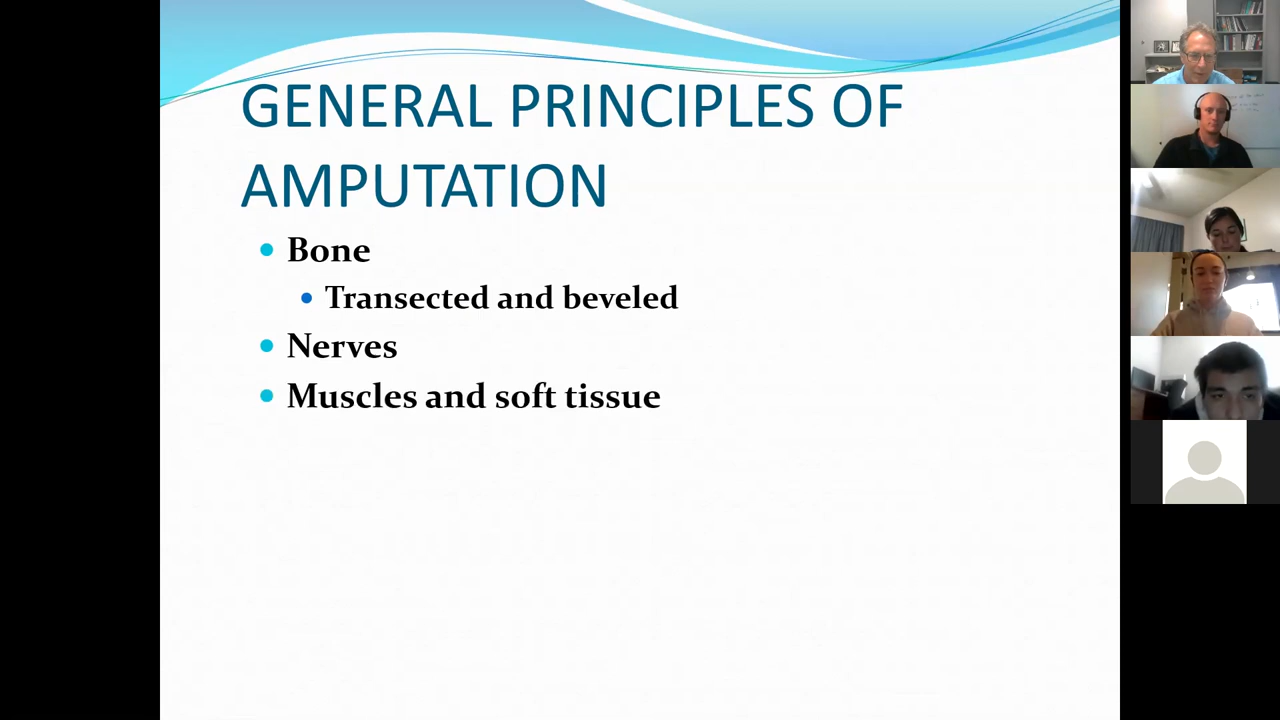 GENERAL PRINCIPLES OF
AMPUTATION
Bone
Transected and beveled
Nerves
Muscles and soft tissue